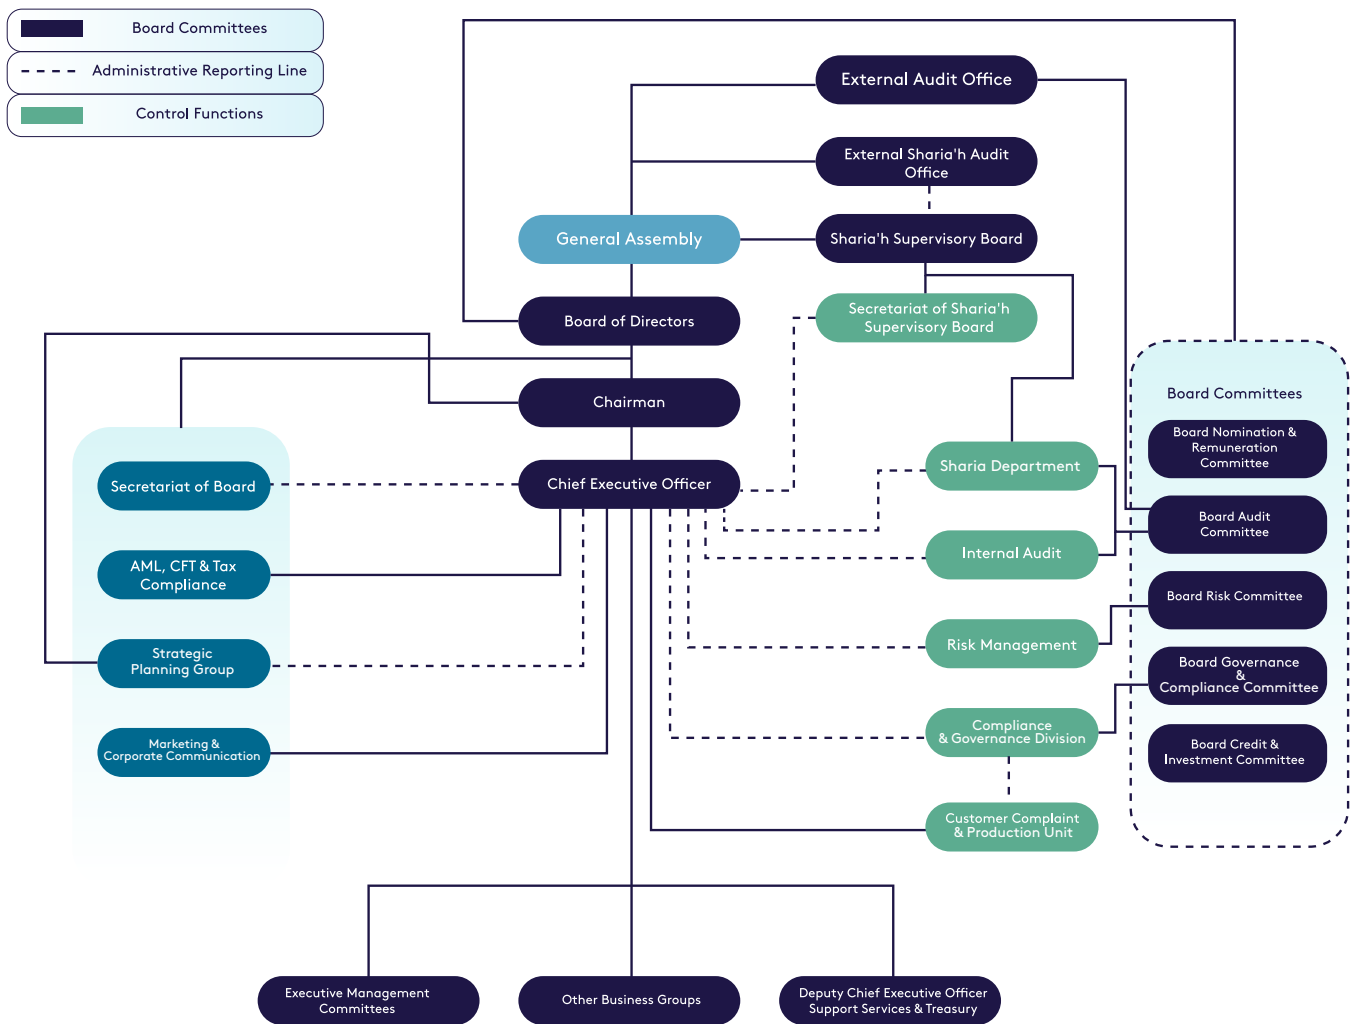 Board Committees
Administrative Reporting Line
Control Functions
External Audit Office
External Sharia'h Audit
Office
General Assembly
Sharia'h Supervisory Board
Board of Directors
Secretariat of Sharia'h
Supervisory Board
Chairman
Chief Executive Officer
Secretariat of Board
AML, CFT & Tax
Compliance
Strategic
Planning Group
Marketing &
Corporate Communication
Sharia Department
Internal Audit
Risk Management
Compliance
& Governance Division
Customer Complaint
& Production Unit
Board Committees
Board Nomination &
Remuneration
Committee
Board Audit
Committee
Board Risk Committee
Board Governance
&
Compliance Committee
Board Credit &
Investment Committee
Executive Management
Committees
Other Business Groups
Deputy Chief Executive Officer
Support Services & Treasury